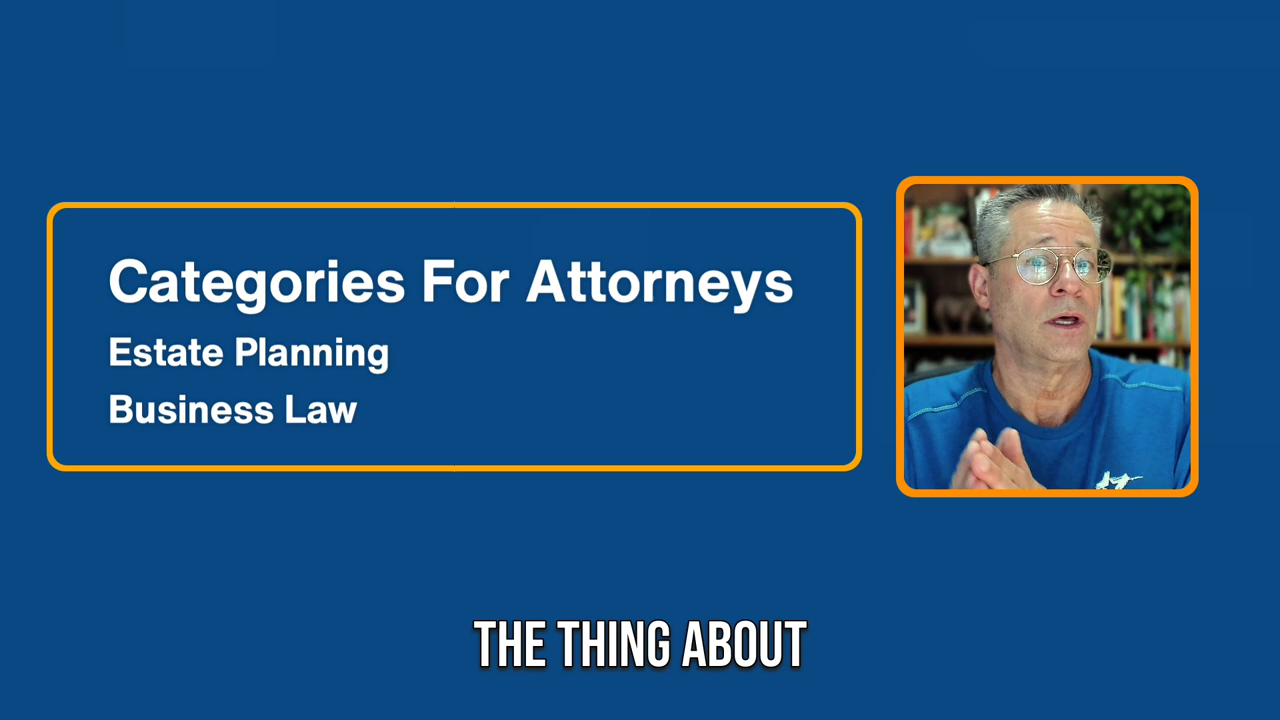 Categories For Attorneys
Estate Planning
Business Law
THE THING ABOUT